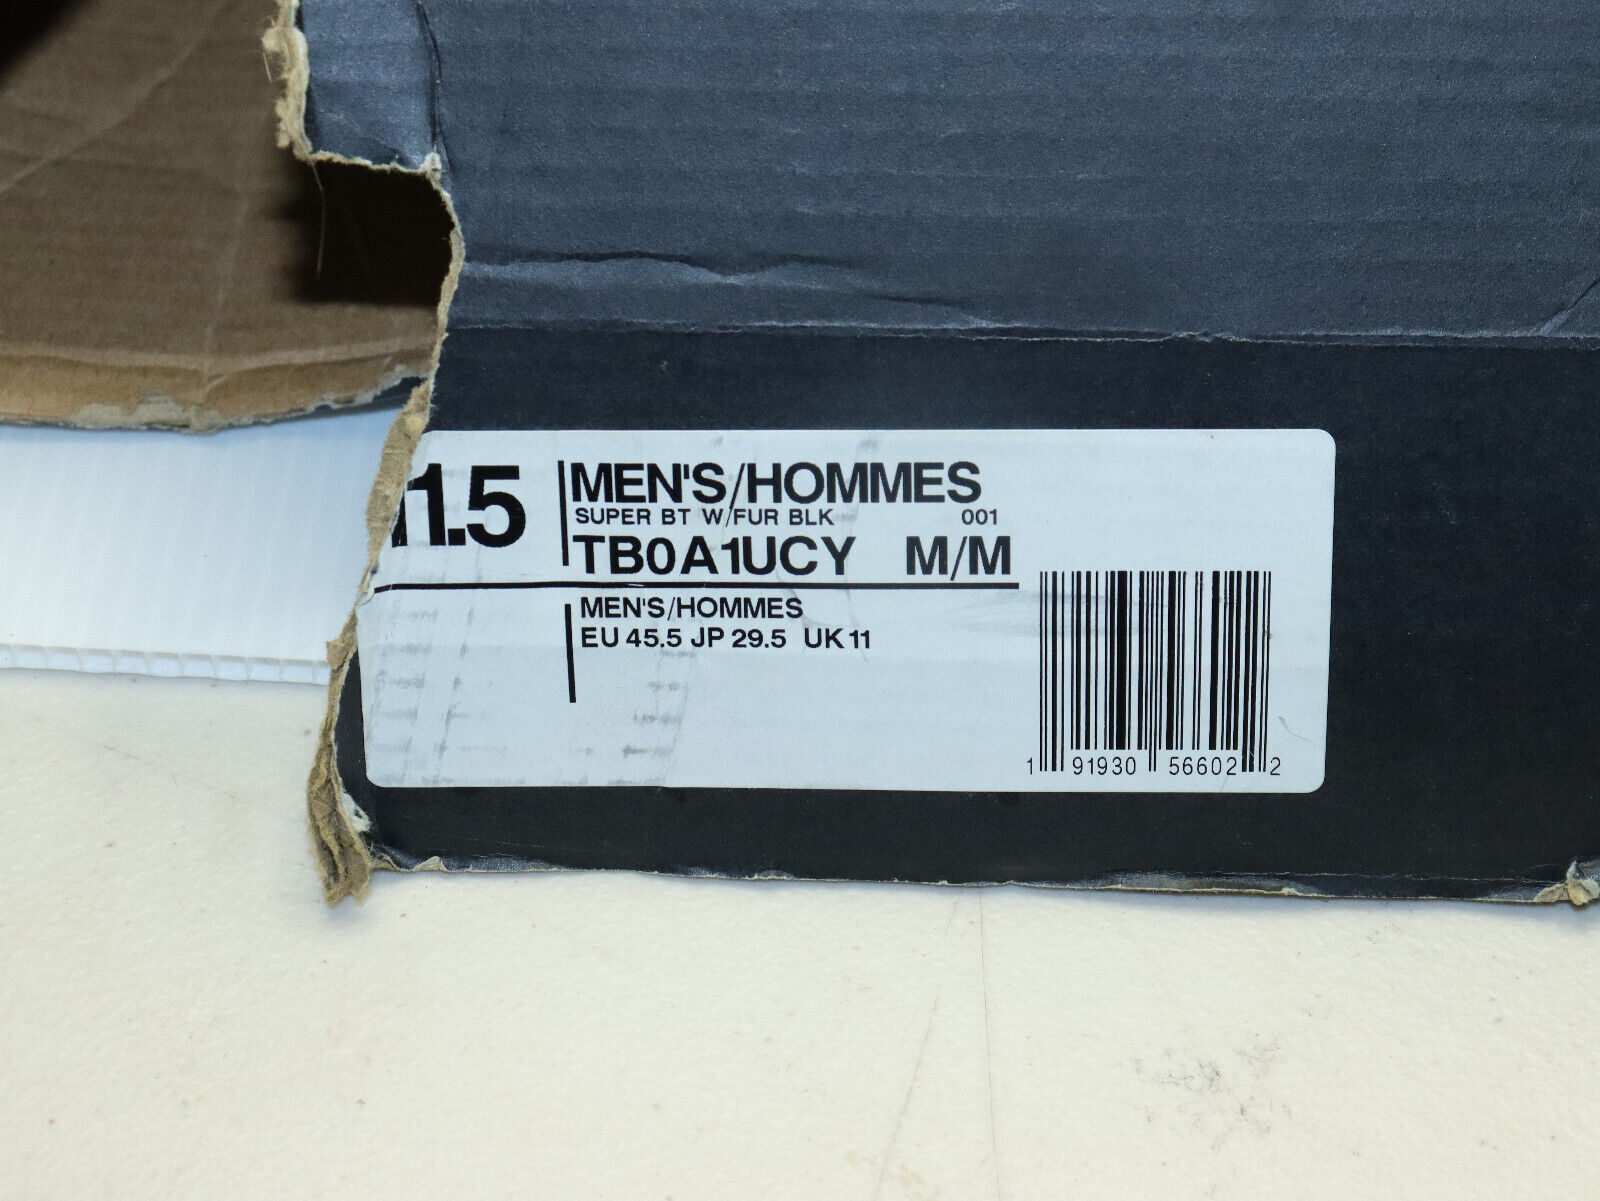 11.5
MEN'S/HOMMES
SUPER BT W/FUR BLK 001
TB0A1UCY M/M
MEN'S/HOMMES
EU 45.5 JP 29.5 UK 11
1 91930 56602 2